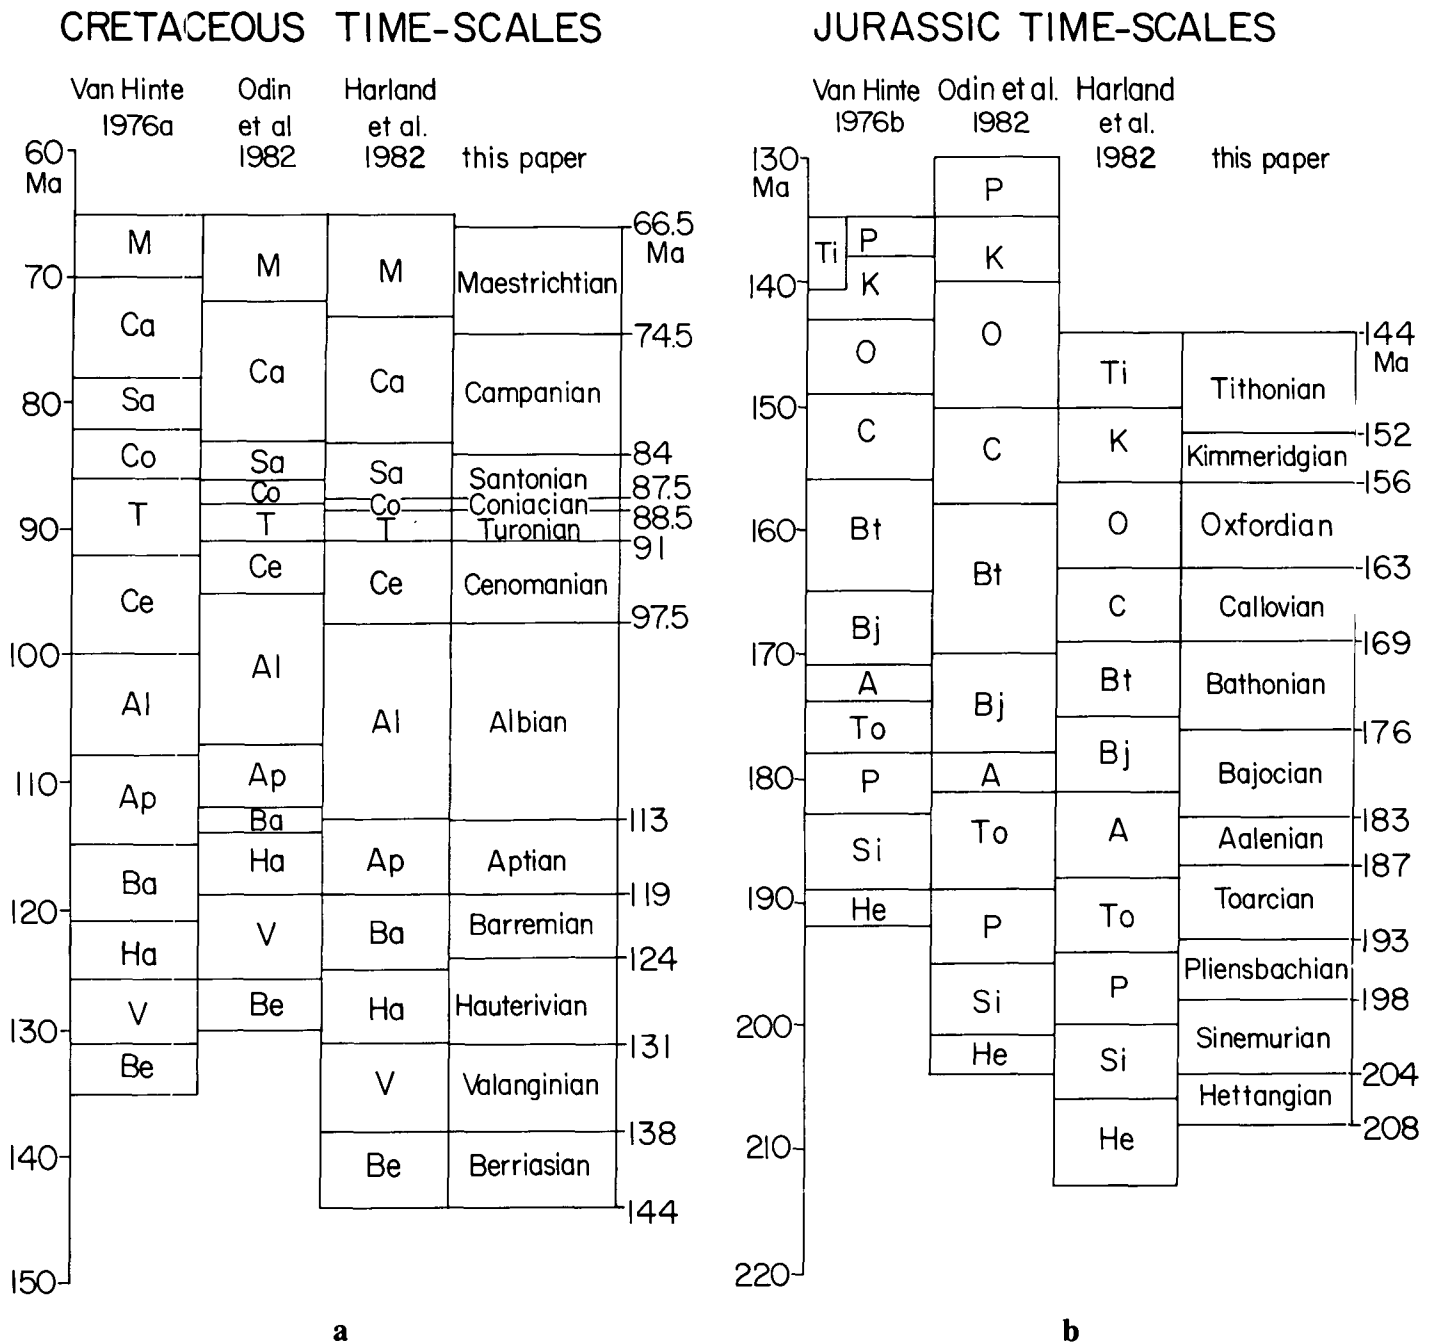 CRETACEOUS TIME-SCALES
Van Hinte
1976a
Odin
et al
1982
Harland
et al.
1982
this paper
60
Ma
70
80
90
100
110
120
130
140
150
M
Ca
Sa
Co
T
Ce
Al
Ap
Ba
Ha
V
Be
M
Ca
Sa
Co
T
Ce
Al
Ap
Ba
Ha
V
Be
M
Ca
Sa
Co
T
Ce
Al
Ap
Ba
Ha
V
Be
Maestrichtian
Campanian
Santonian
Coniacian
Turonian
Cenomanian
Albian
Aptian
Barremian
Hauterivian
Valanginian
Berriasian
66.5
Ma
74.5
84
87.5
88.5
91
97.5
113
119
124
131
138
144
a
JURASSIC TIME-SCALES
Van Hinte
1976b
Odin et al.
1982
Harland
et al.
1982
this paper
130
Ma
140
150
160
170
180
190
200
210
220
Ti
P
K
O
C
Bt
Bj
A
To
P
Si
He
P
K
O
C
Bt
Bj
A
To
P
Si
He
Ti
K
O
C
Bt
Bj
A
To
P
Si
He
Tithonian
Kimmeridgian
Oxfordian
Callovian
Bathonian
Bajocian
Aalenian
Toarcian
Pliensbachian
Sinemurian
Hettangian
144
Ma
152
156
163
169
176
183
187
193
198
204
208
b